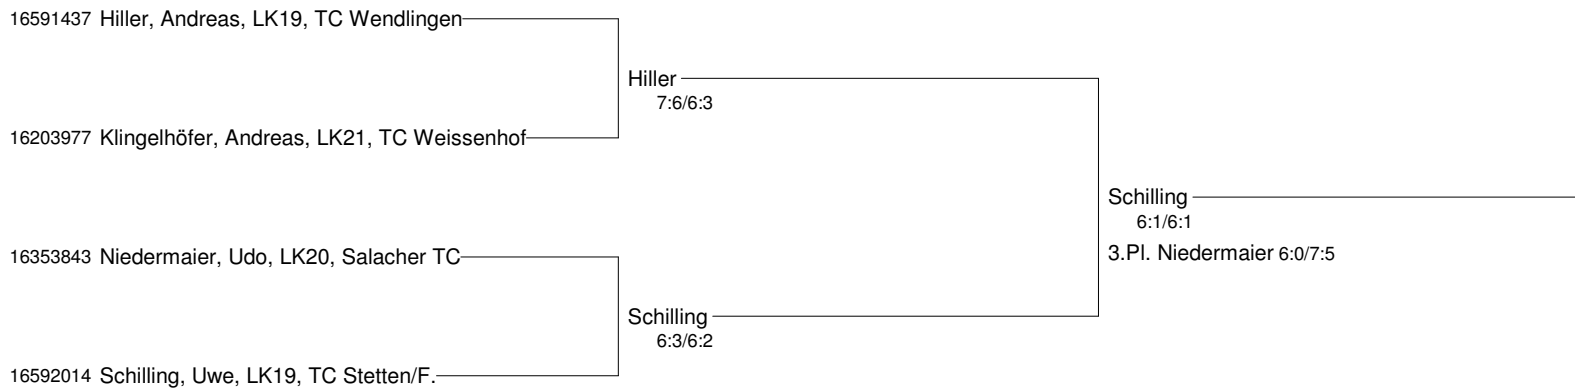 16591437 Hiller, Andreas, LK19, TC Wendlingen
Hiller
7:6/6:3
16203977 Klingelhöfer, Andreas, LK21, TC Weissenhof
Schilling
6:1/6:1
3.Pl. Niedermaier 6:0/7:5
16353843 Niedermaier, Udo, LK20, Salacher TC
Schilling
6:3/6:2
16592014 Schilling, Uwe, LK19, TC Stetten/F.